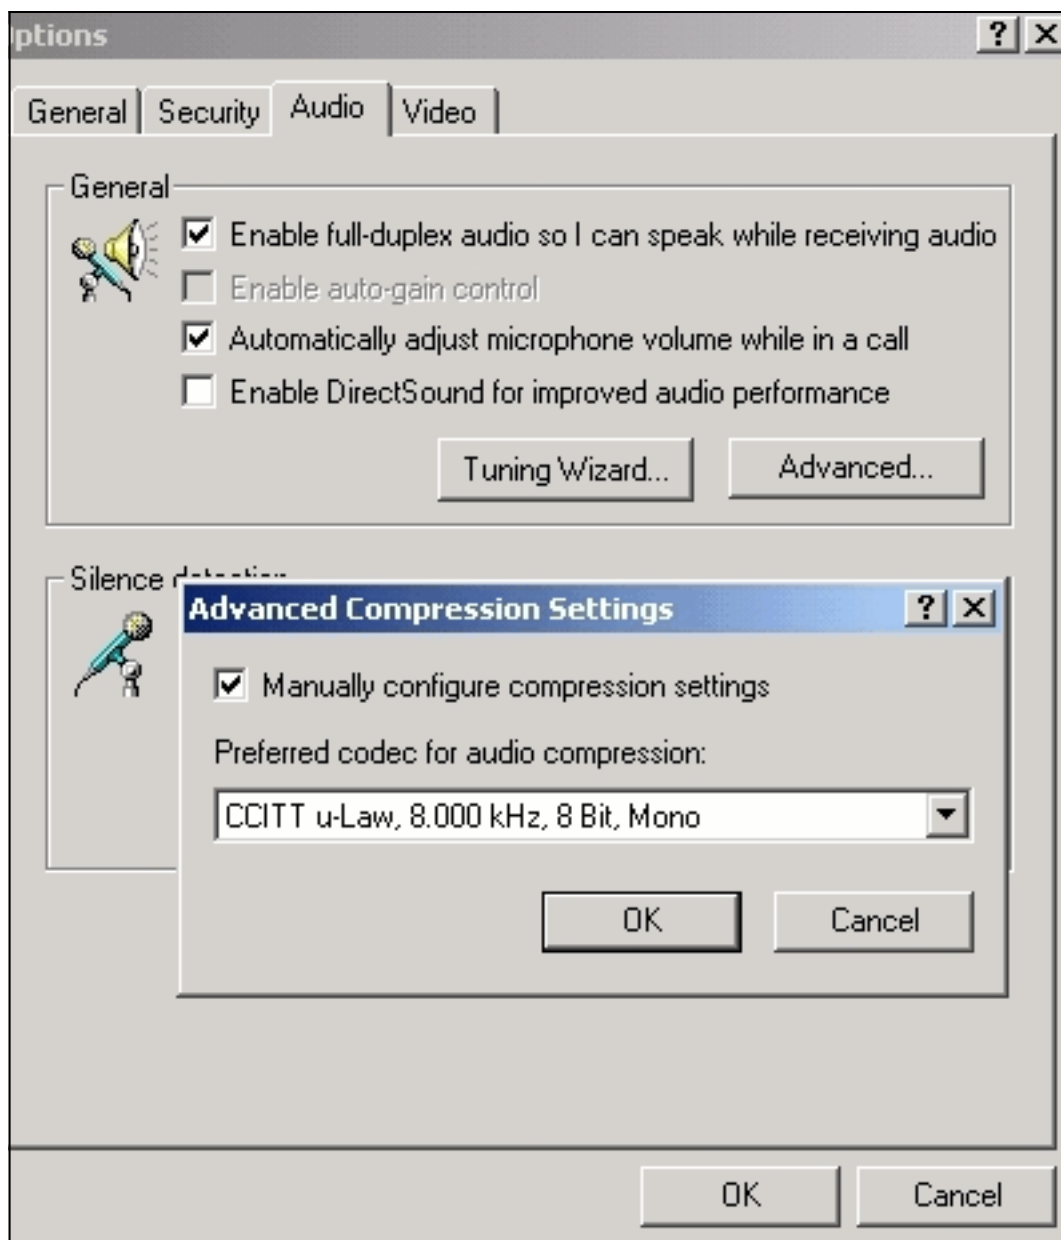 ptions
General
Security
Audio
Video
General
Enable full-duplex audio so I can speak while receiving audio
Enable auto-gain control
Automatically adjust microphone volume while in a call
Enable DirectSound for improved audio performance
Tuning Wizard...
Advanced...
Silence detection
Advanced Compression Settings
Manually configure compression settings
Preferred codec for audio compression:
CCITT u-Law, 8.000 kHz, 8 Bit, Mono
OK
Cancel
OK
Cancel